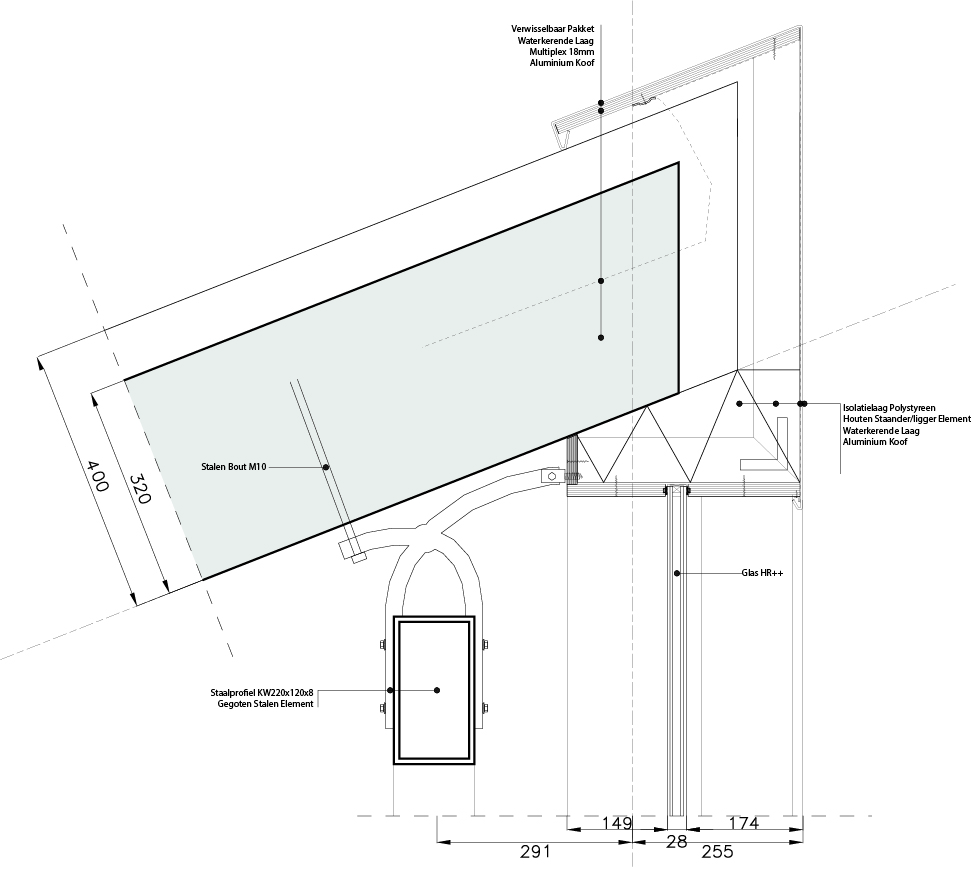 Verwisselbaar Pakket
Waterkerende Laag
Multiplex 18mm
Aluminium Koof
Isolatielaag Polystyreen
Houten Staander/ligger Element
Waterkerende Laag
Aluminium Koof
400
320
Stalen Bout M10
Glas HR++
Staalprofiel KW220x120x8
Gegoten Stalen Element
149
28
174
291
255